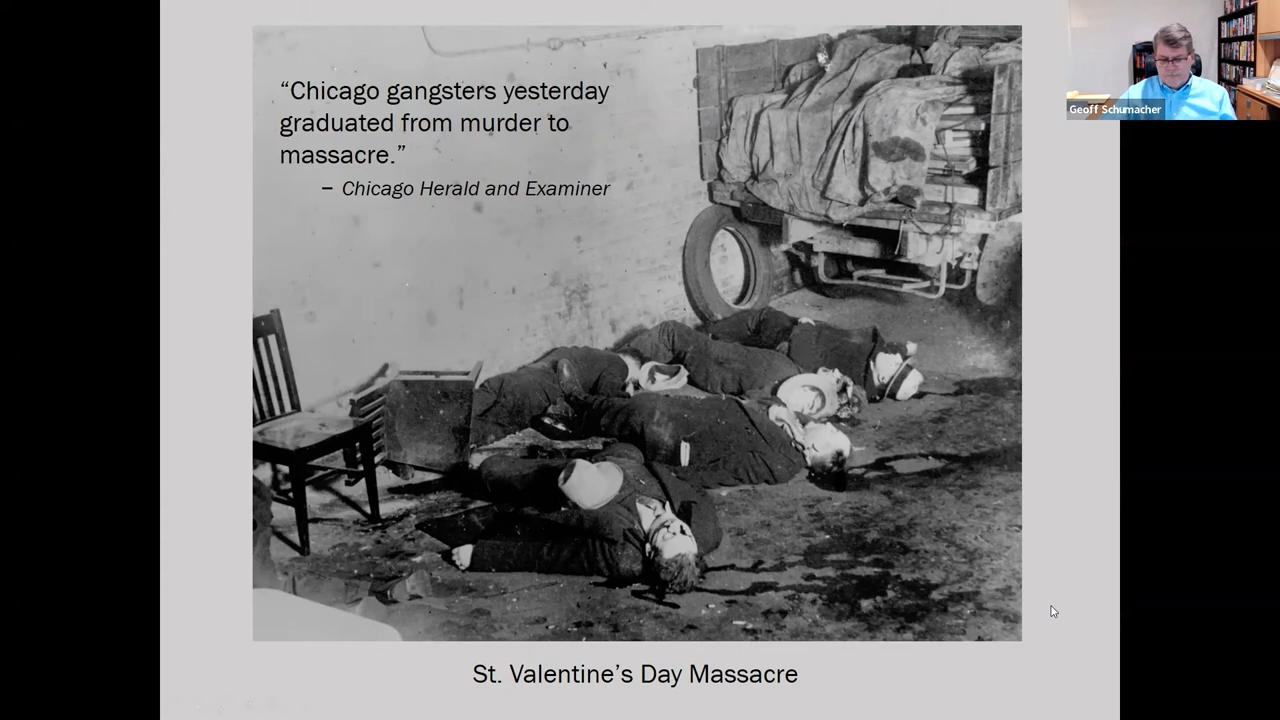 “Chicago gangsters yesterday
graduated from murder to
massacre.”
– Chicago Herald and Examiner
Geoff Schumacher
St. Valentine’s Day Massacre